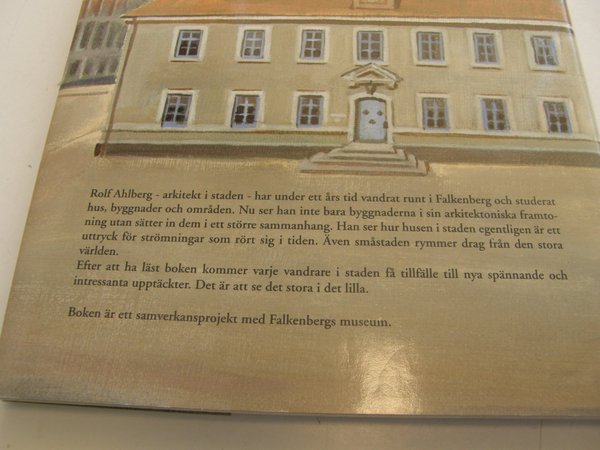 Rolf Ahlberg - arkitekt i staden - har under ett års tid vandrat runt i Falkenberg och studerat
hus, byggnader och områden. Nu ser han inte bara byggnaderna i sin arkitektoniska framto-
ning utan sätter in dem i ett större sammanhang. Han ser hur husen i staden egentligen är ett
uttryck för strömningar som rört sig i tiden. Även småstaden rymmer drag från den stora
världen.
Efter att ha läst boken kommer varje vandrare i staden få tillfälle till nya spännande och
intressanta upptäckter. Det är att se det stora i det lilla.
Boken är ett samverkansprojekt med Falkenbergs museum.